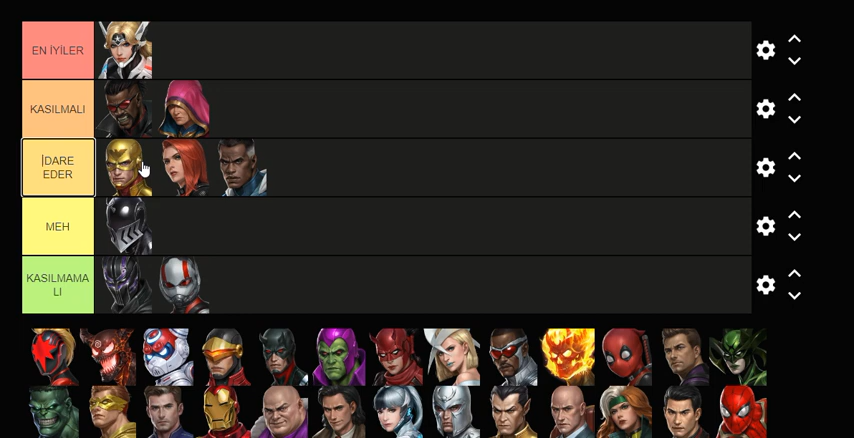 EN İYİLER
KASILMALI
İDARE
EDER
MEH
KASILMAMA
LI